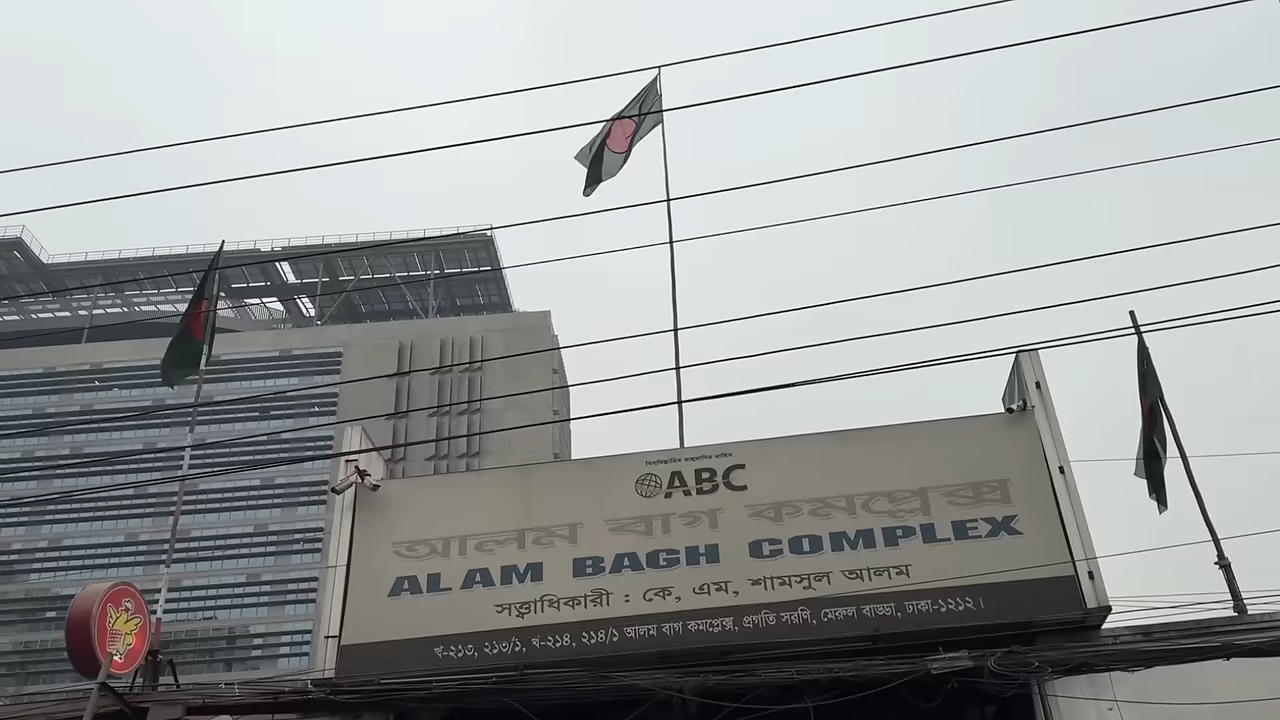 বিসমিল্লাহির রাহমানির রাহিম
ABC
আলম বাগ কমপ্লেক্স
ALAM BAGH COMPLEX
সত্ত্বাধিকারী : কে, এম, শামসুল আলম
খ-২১৩, ২১৩/১, খ-২১৪, ২১৪/১ আলম বাগ কমপ্লেক্স, প্রগতি সরণি, মেরুল বাড্ডা, ঢাকা-১২১২।